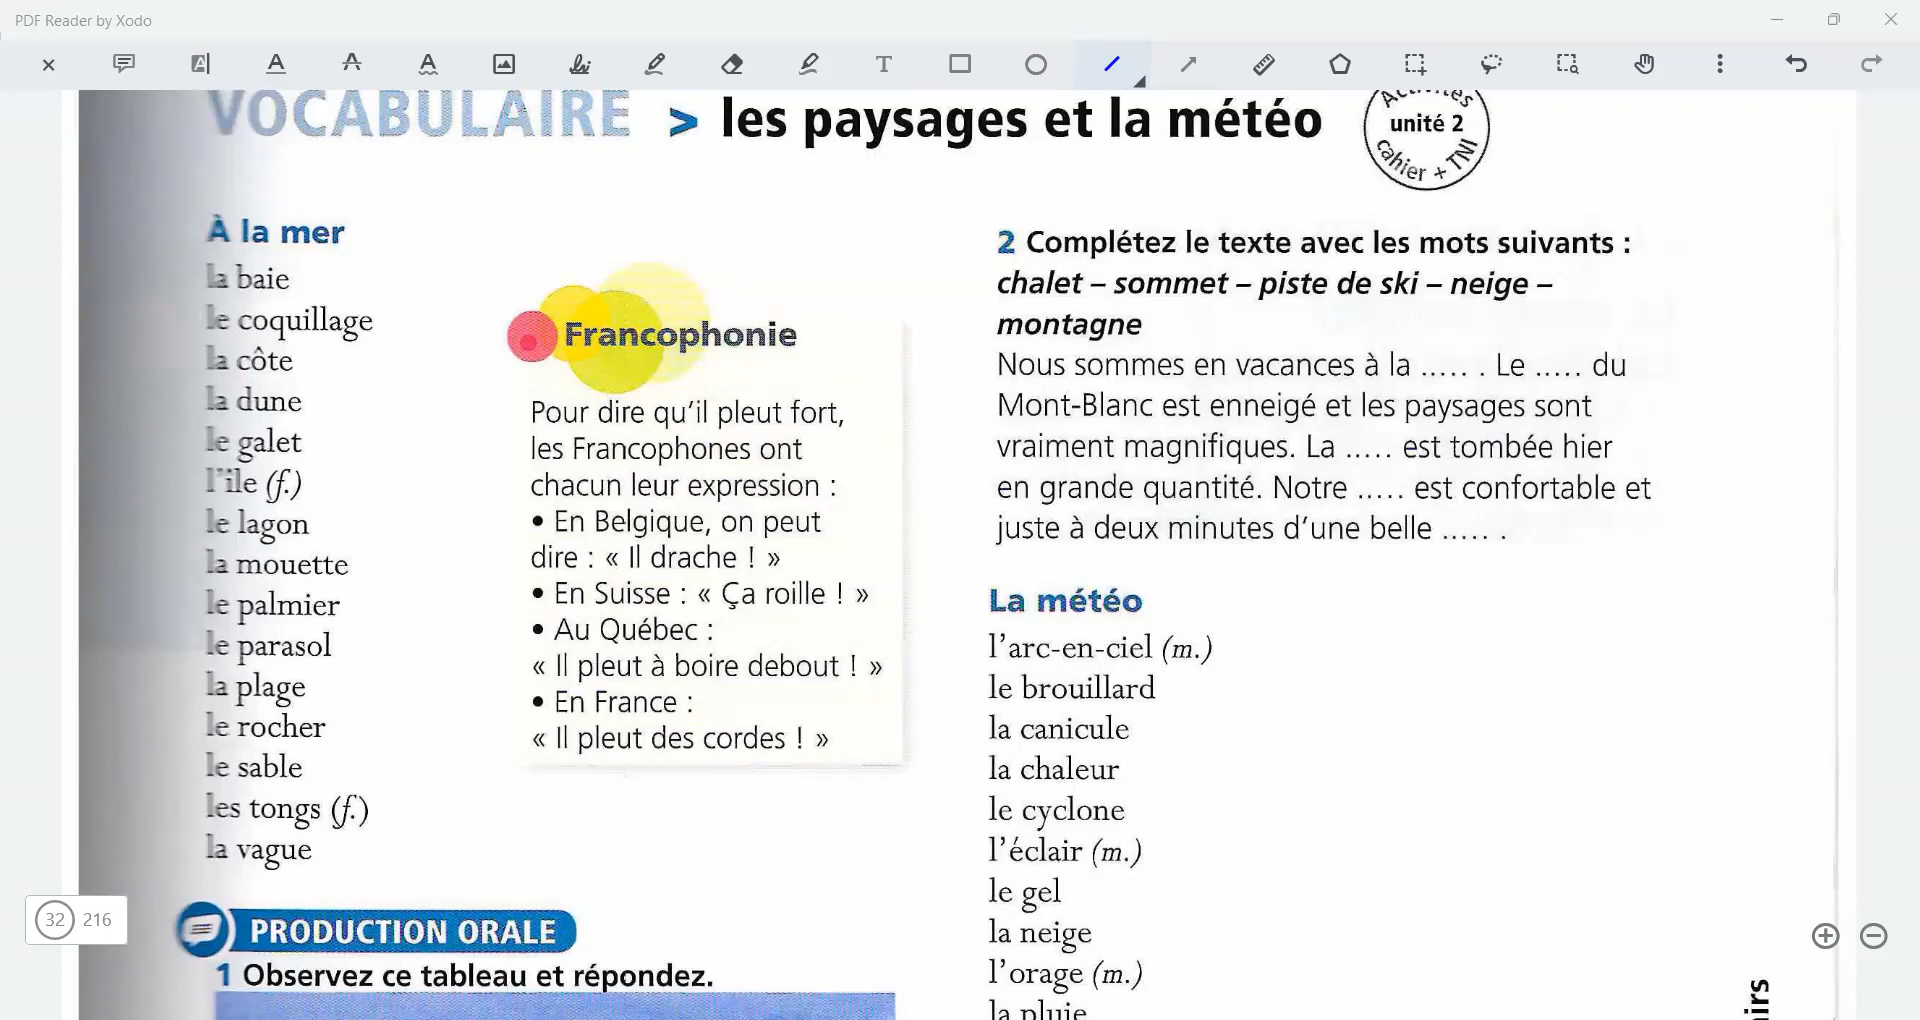 PDF Reader by Xodo
VOCABULAIRE > les paysages et la météo
Activités
unité 2
cahier + TNI
À la mer
la baie
le coquillage
la côte
la dune
le galet
l'île (f.)
le lagon
la mouette
le palmier
le parasol
la plage
le rocher
le sable
les tongs (f.)
la vague
Francophonie
Pour dire qu'il pleut fort,
les Francophones ont
chacun leur expression :
• En Belgique, on peut
dire : « Il drache ! »
• En Suisse : « Ça roille ! »
• Au Québec :
« Il pleut à boire debout ! »
• En France :
« Il pleut des cordes ! »
PRODUCTION ORALE
1 Observez ce tableau et répondez.
2 Complétez le texte avec les mots suivants :
chalet – sommet – piste de ski – neige –
montagne
Nous sommes en vacances à la ..... . Le ..... du
Mont-Blanc est enneigé et les paysages sont
vraiment magnifiques. La ..... est tombée hier
en grande quantité. Notre ..... est confortable et
juste à deux minutes d'une belle ..... .
La météo
l'arc-en-ciel (m.)
le brouillard
la canicule
la chaleur
le cyclone
l'éclair (m.)
le gel
la neige
l'orage (m.)
la pluie
32 216